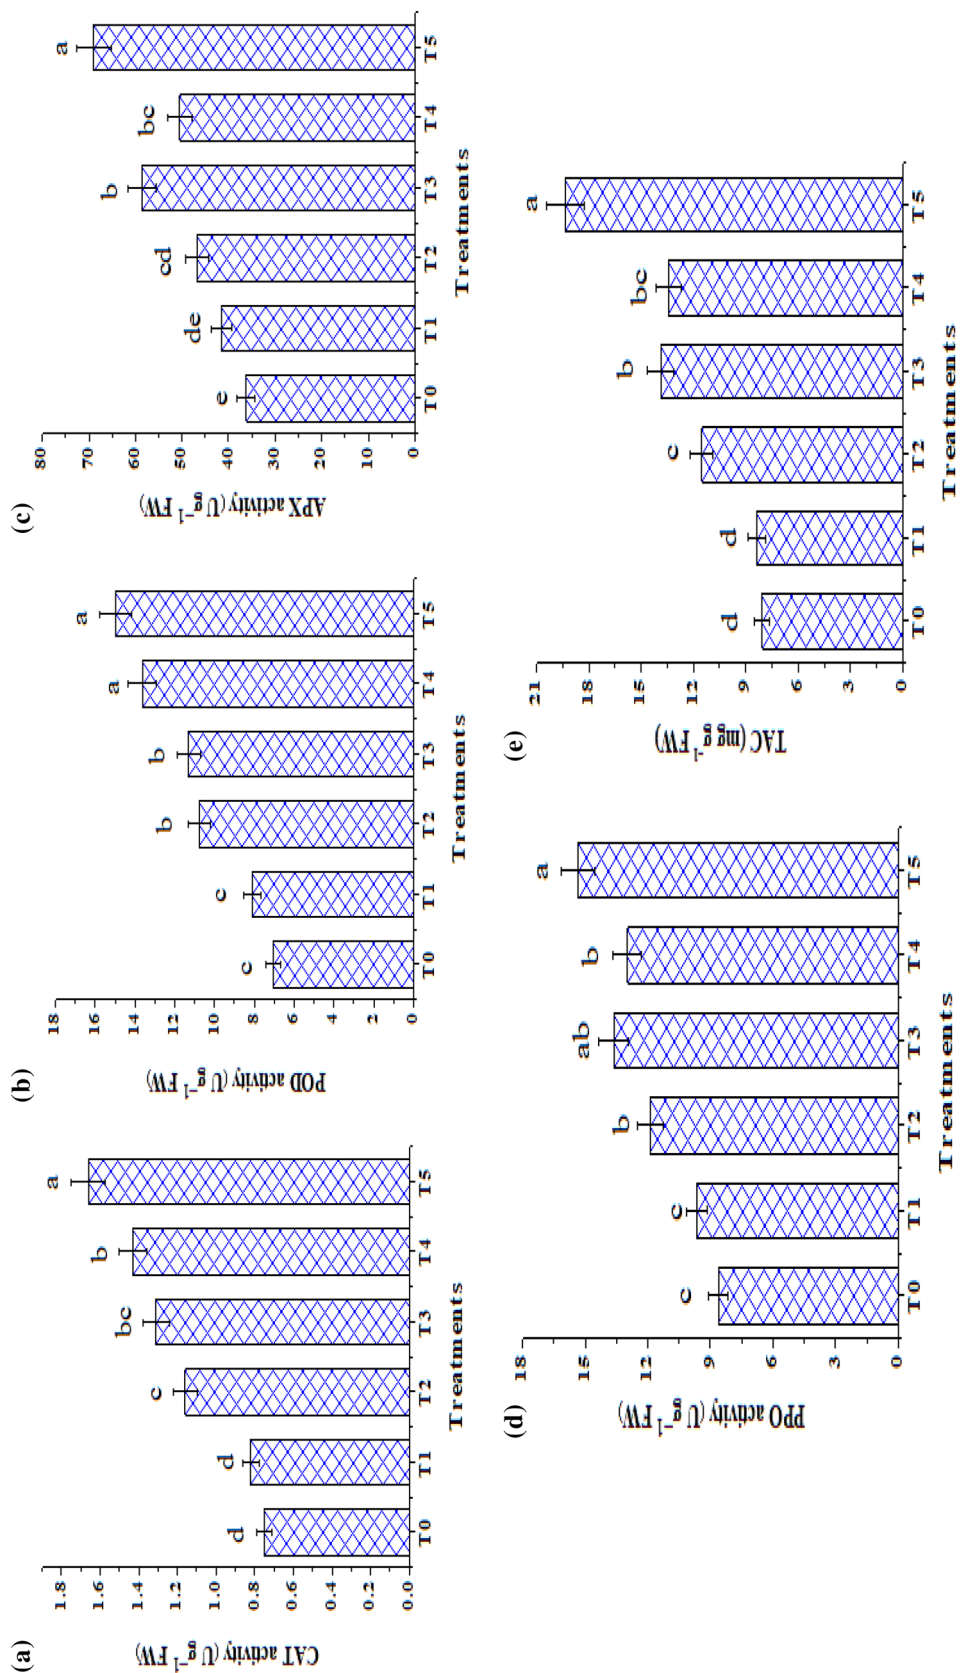 (a)
CAT activity (U g⁻¹ FW)
1.8
1.6
1.4
1.2
1.0
0.8
0.6
0.4
0.2
0.0
d d c bc b a
T0 T1 T2 T3 T4 T5
Treatments
(b)
POD activity (U g⁻¹ FW)
18
16
14
12
10
8
6
4
2
0
c c b b a a
T0 T1 T2 T3 T4 T5
Treatments
(c)
APX activity (U g⁻¹ FW)
80
70
60
50
40
30
20
10
0
e de cd b bc a
T0 T1 T2 T3 T4 T5
Treatments
(d)
PPO activity (U g⁻¹ FW)
18
15
12
9
6
3
0
c c b ab b a
T0 T1 T2 T3 T4 T5
Treatments
(e)
TAC (mg g⁻¹ FW)
21
18
15
12
9
6
3
0
d d c b bc a
T0 T1 T2 T3 T4 T5
Treatments